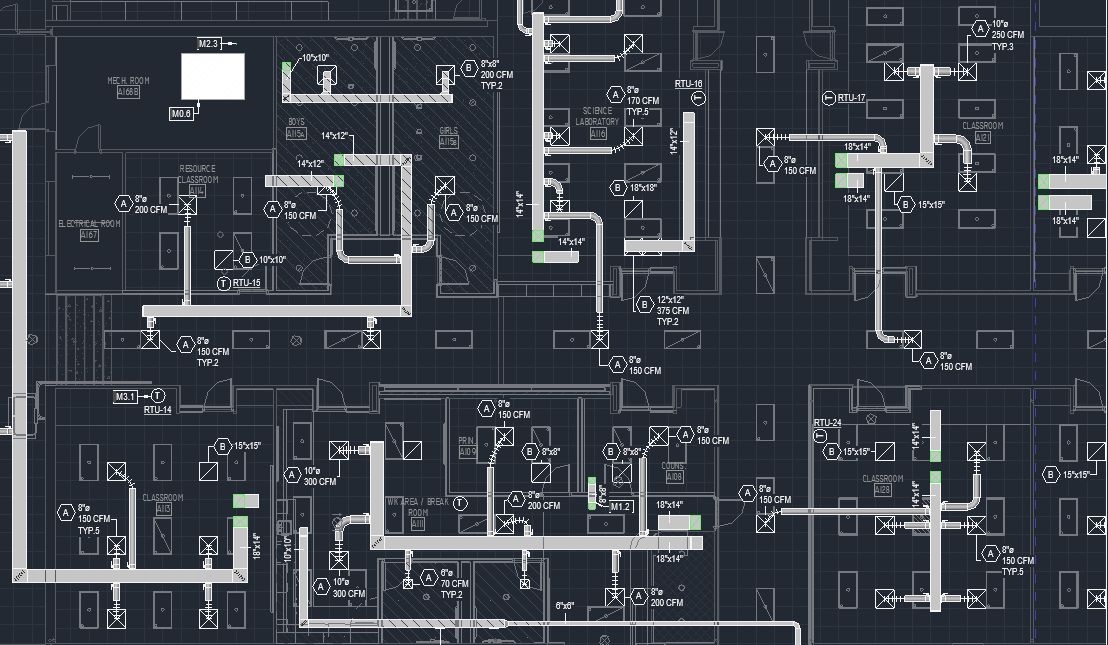 M2.3
MECH. ROOM
A168B
M0.6
10"x10"
B
8"x8"
200 CFM
TYP.2
BOYS
A115A
GIRLS
14"x12"
14"x12"
RESOURCE
CLASSROOM
A114
A
8"ø
200 CFM
ELECTRICAL ROOM
A167
A
8"ø
150 CFM
A
8"ø
150 CFM
B
10"x10"
T
RTU-15
A
8"ø
150 CFM
TYP.2
A
8"ø
170 CFM
TYP.5
SCIENCE
LABORATORY
A116
RTU-16
T
14"x12"
B
18"x18"
14"x14"
14"x14"
B
12"x12"
375 CFM
TYP.2
A
8"ø
150 CFM
A
10"ø
250 CFM
TYP.3
T
RTU-17
CLASSROOM
A121
18"x14"
18"x14"
A
8"ø
150 CFM
B
15"x15"
18"x14"
18"x14"
A
8"ø
150 CFM
M3.1
T
RTU-14
B
15"x15"
CLASSROOM
A113
A
8"ø
150 CFM
TYP.5
18"x14"
A
10"ø
300 CFM
A
10"ø
300 CFM
10"x10"
A
8"ø
150 CFM
PRIN.
A109
B
8"x8"
B
8"x8"
A
8"ø
150 CFM
COUNS.
A108
WK AREA / BREAK
ROOM
A111
T
A
8"ø
200 CFM
8"x8"
M1.2
18"x14"
18"x14"
A
6"ø
70 CFM
TYP.2
A
8"ø
200 CFM
6"x6"
A
8"ø
150 CFM
RTU-24
T
B
15"x15"
14"x14"
14"x14"
CLASSROOM
A128
A
8"ø
150 CFM
TYP.5
B
15"x15"